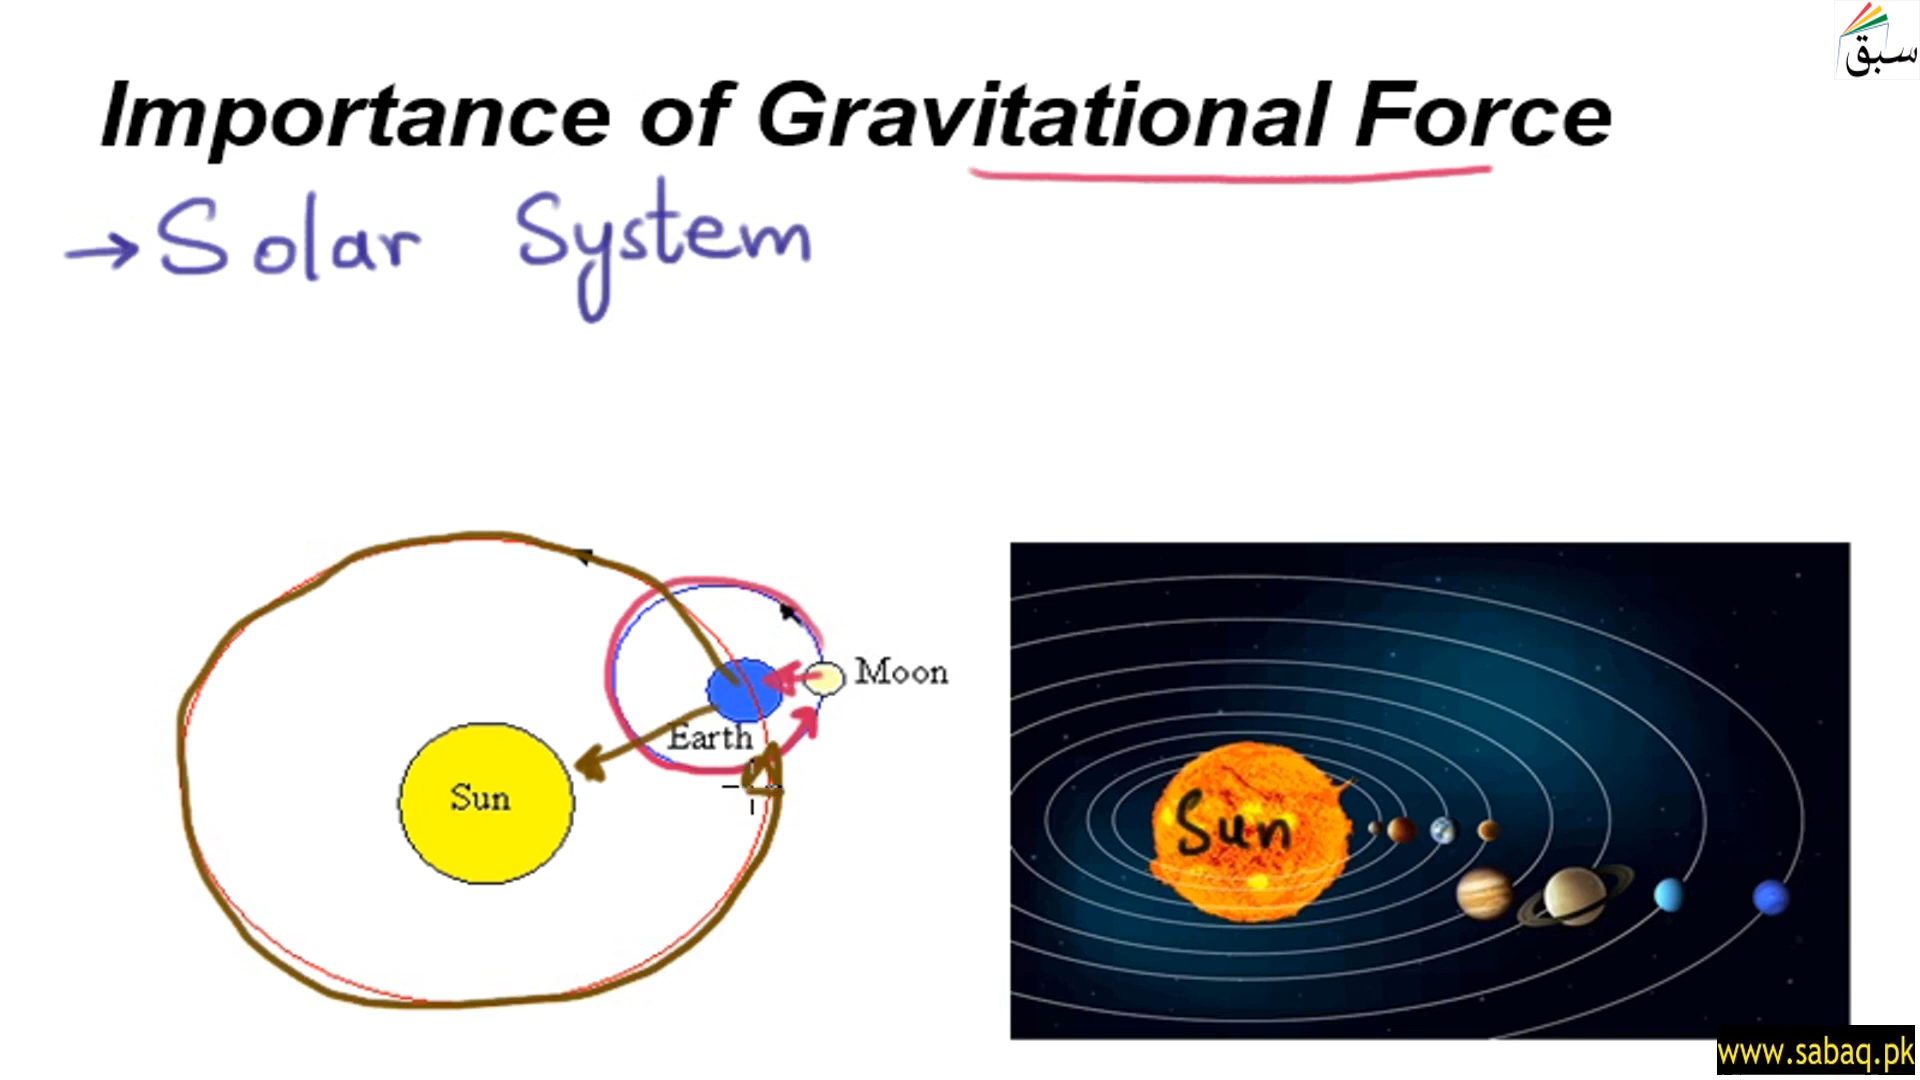 سبق
Importance of Gravitational Force
→ Solar System
Moon
Earth
Sun
Sun
www.sabaq.pk